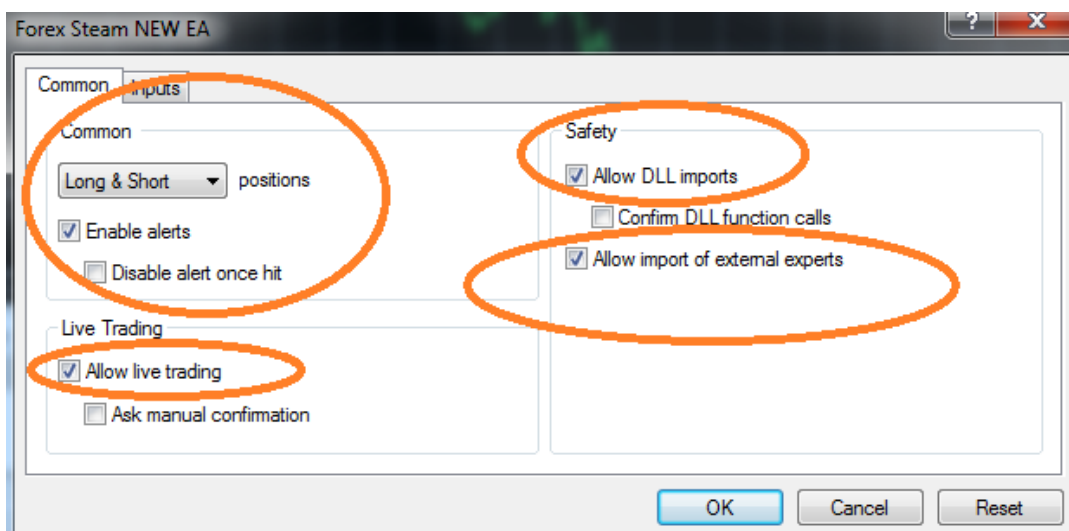 Forex Steam NEW EA
?
X
Common
Inputs
Common
Long & Short
positions
Enable alerts
Disable alert once hit
Live Trading
Allow live trading
Ask manual confirmation
Safety
Allow DLL imports
Confirm DLL function calls
Allow import of external experts
OK
Cancel
Reset